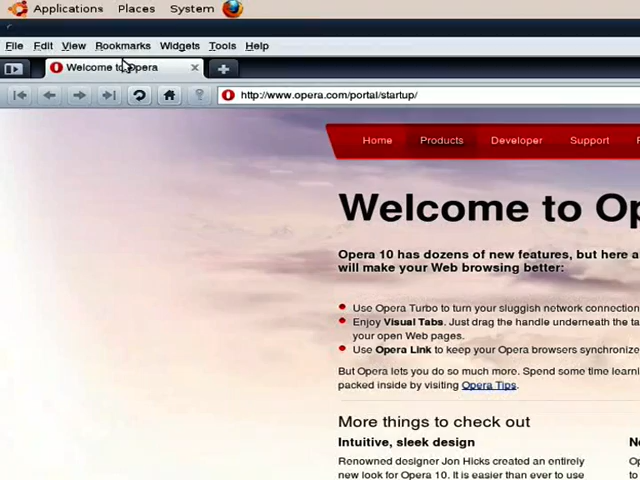 Applications Places System
File Edit View Bookmarks Widgets Tools Help
Welcome to Opera
http://www.opera.com/portal/startup/
Home Products Developer Support
Welcome to Op
Opera 10 has dozens of new features, but here a
will make your Web browsing better:
Use Opera Turbo to turn your sluggish network connection
Enjoy Visual Tabs. Just drag the handle underneath the ta
your open Web pages.
Use Opera Link to keep your Opera browsers synchronize
But Opera lets you do so much more. Spend some time learni
packed inside by visiting Opera Tips.
More things to check out
Intuitive, sleek design
Renowned designer Jon Hicks created an entirely
new look for Opera 10. It is easier than ever to use